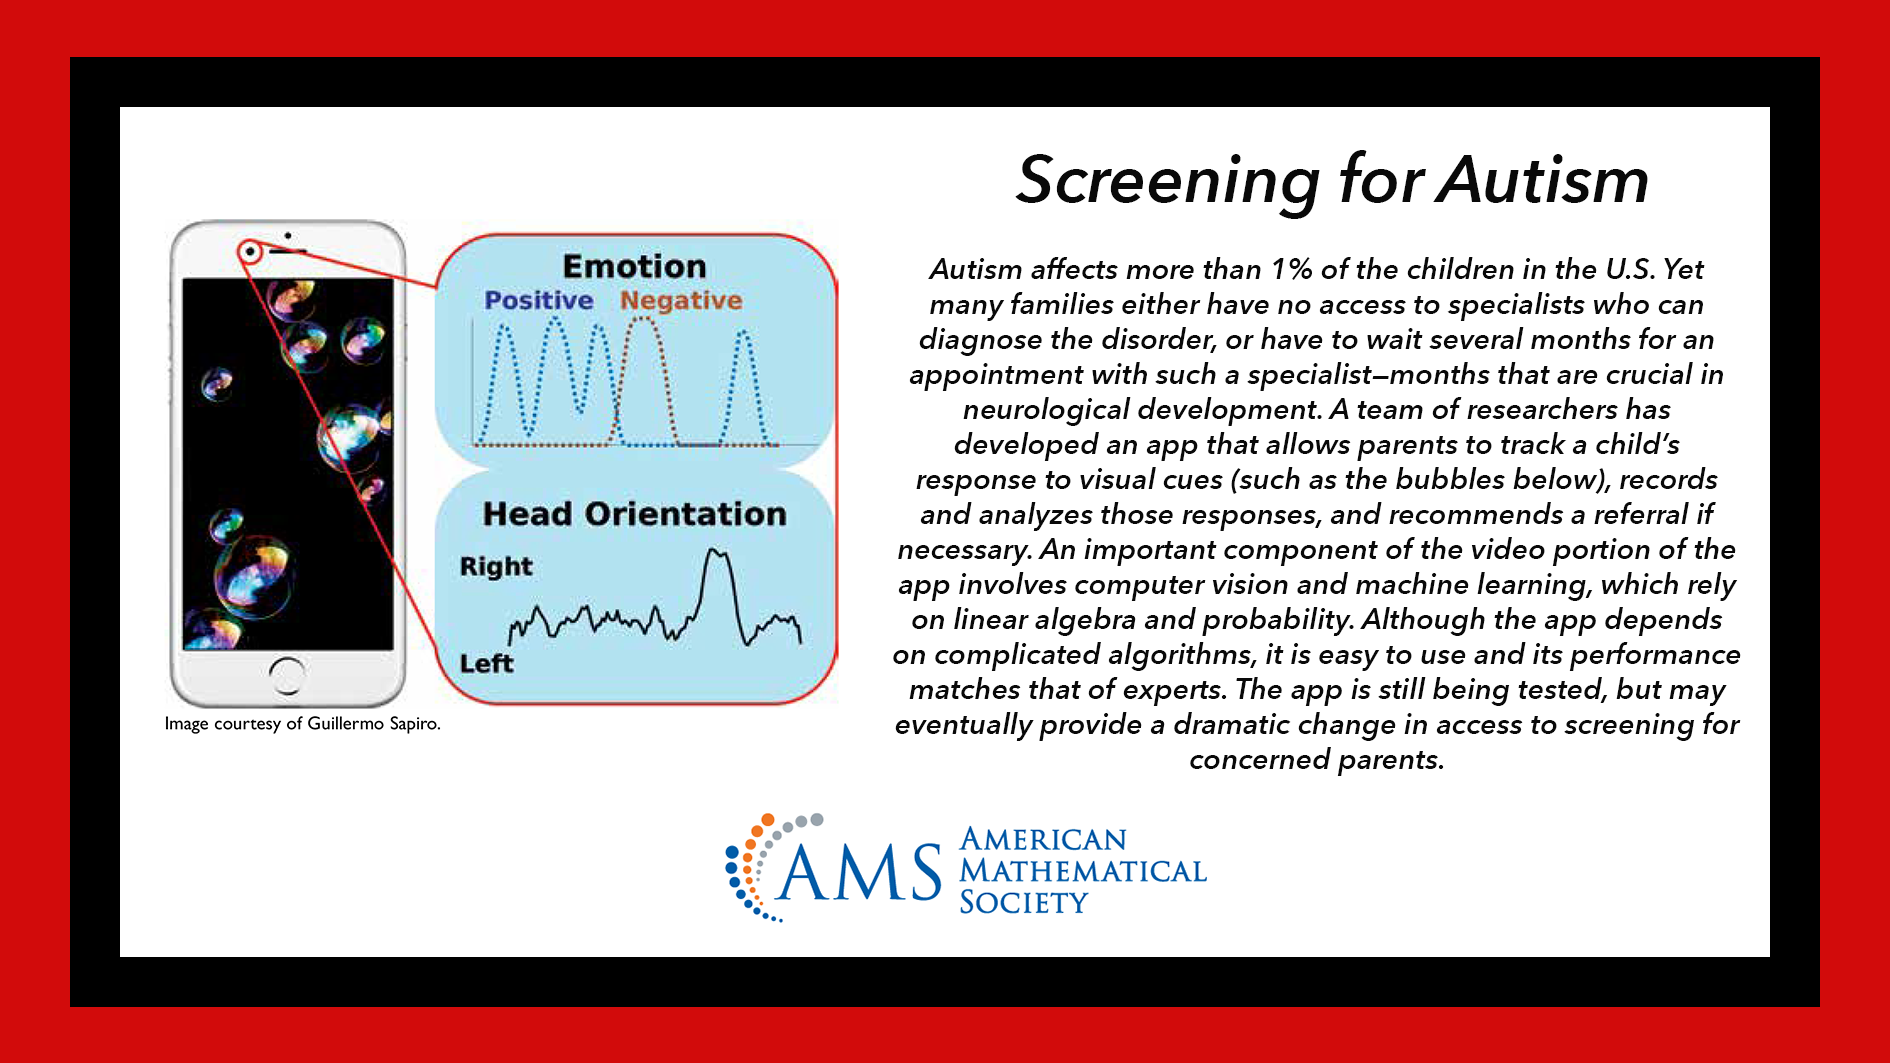 Screening for Autism
Autism affects more than 1% of the children in the U.S. Yet
many families either have no access to specialists who can
diagnose the disorder, or have to wait several months for an
appointment with such a specialist—months that are crucial in
neurological development. A team of researchers has
developed an app that allows parents to track a child's
response to visual cues (such as the bubbles below), records
and analyzes those responses, and recommends a referral if
necessary. An important component of the video portion of the
app involves computer vision and machine learning, which rely
on linear algebra and probability. Although the app depends
on complicated algorithms, it is easy to use and its performance
matches that of experts. The app is still being tested, but may
eventually provide a dramatic change in access to screening for
concerned parents.
Emotion
Positive Negative
Head Orientation
Right
Left
Image courtesy of Guillermo Sapiro.
AMS
AMERICAN
MATHEMATICAL
SOCIETY